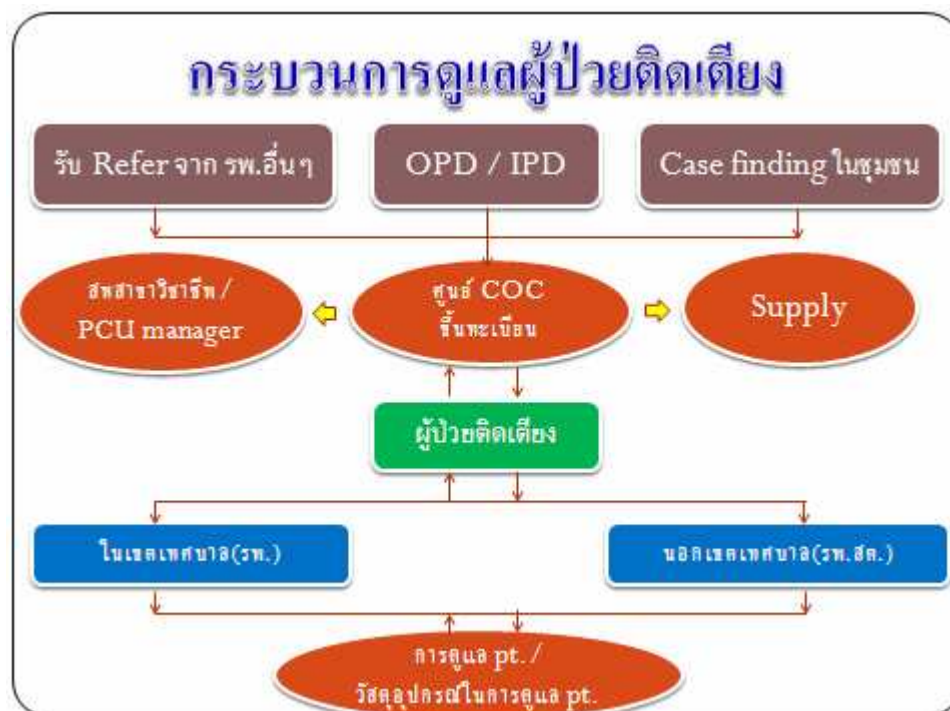 กระบวนการดูแลผู้ป่วยติดเตียง
รับ Refer จาก รพ.อื่นๆ
OPD / IPD
Case finding ในชุมชน
สหสาขาวิชาชีพ /
PCU manager
ศูนย์ COC
ขึ้นทะเบียน
Supply
ผู้ป่วยติดเตียง
ในเขตเทศบาล(รพ.)
นอกเขตเทศบาล(รพ.สต.)
การดูแล pt. /
วัสดุอุปกรณ์ในการดูแล pt.